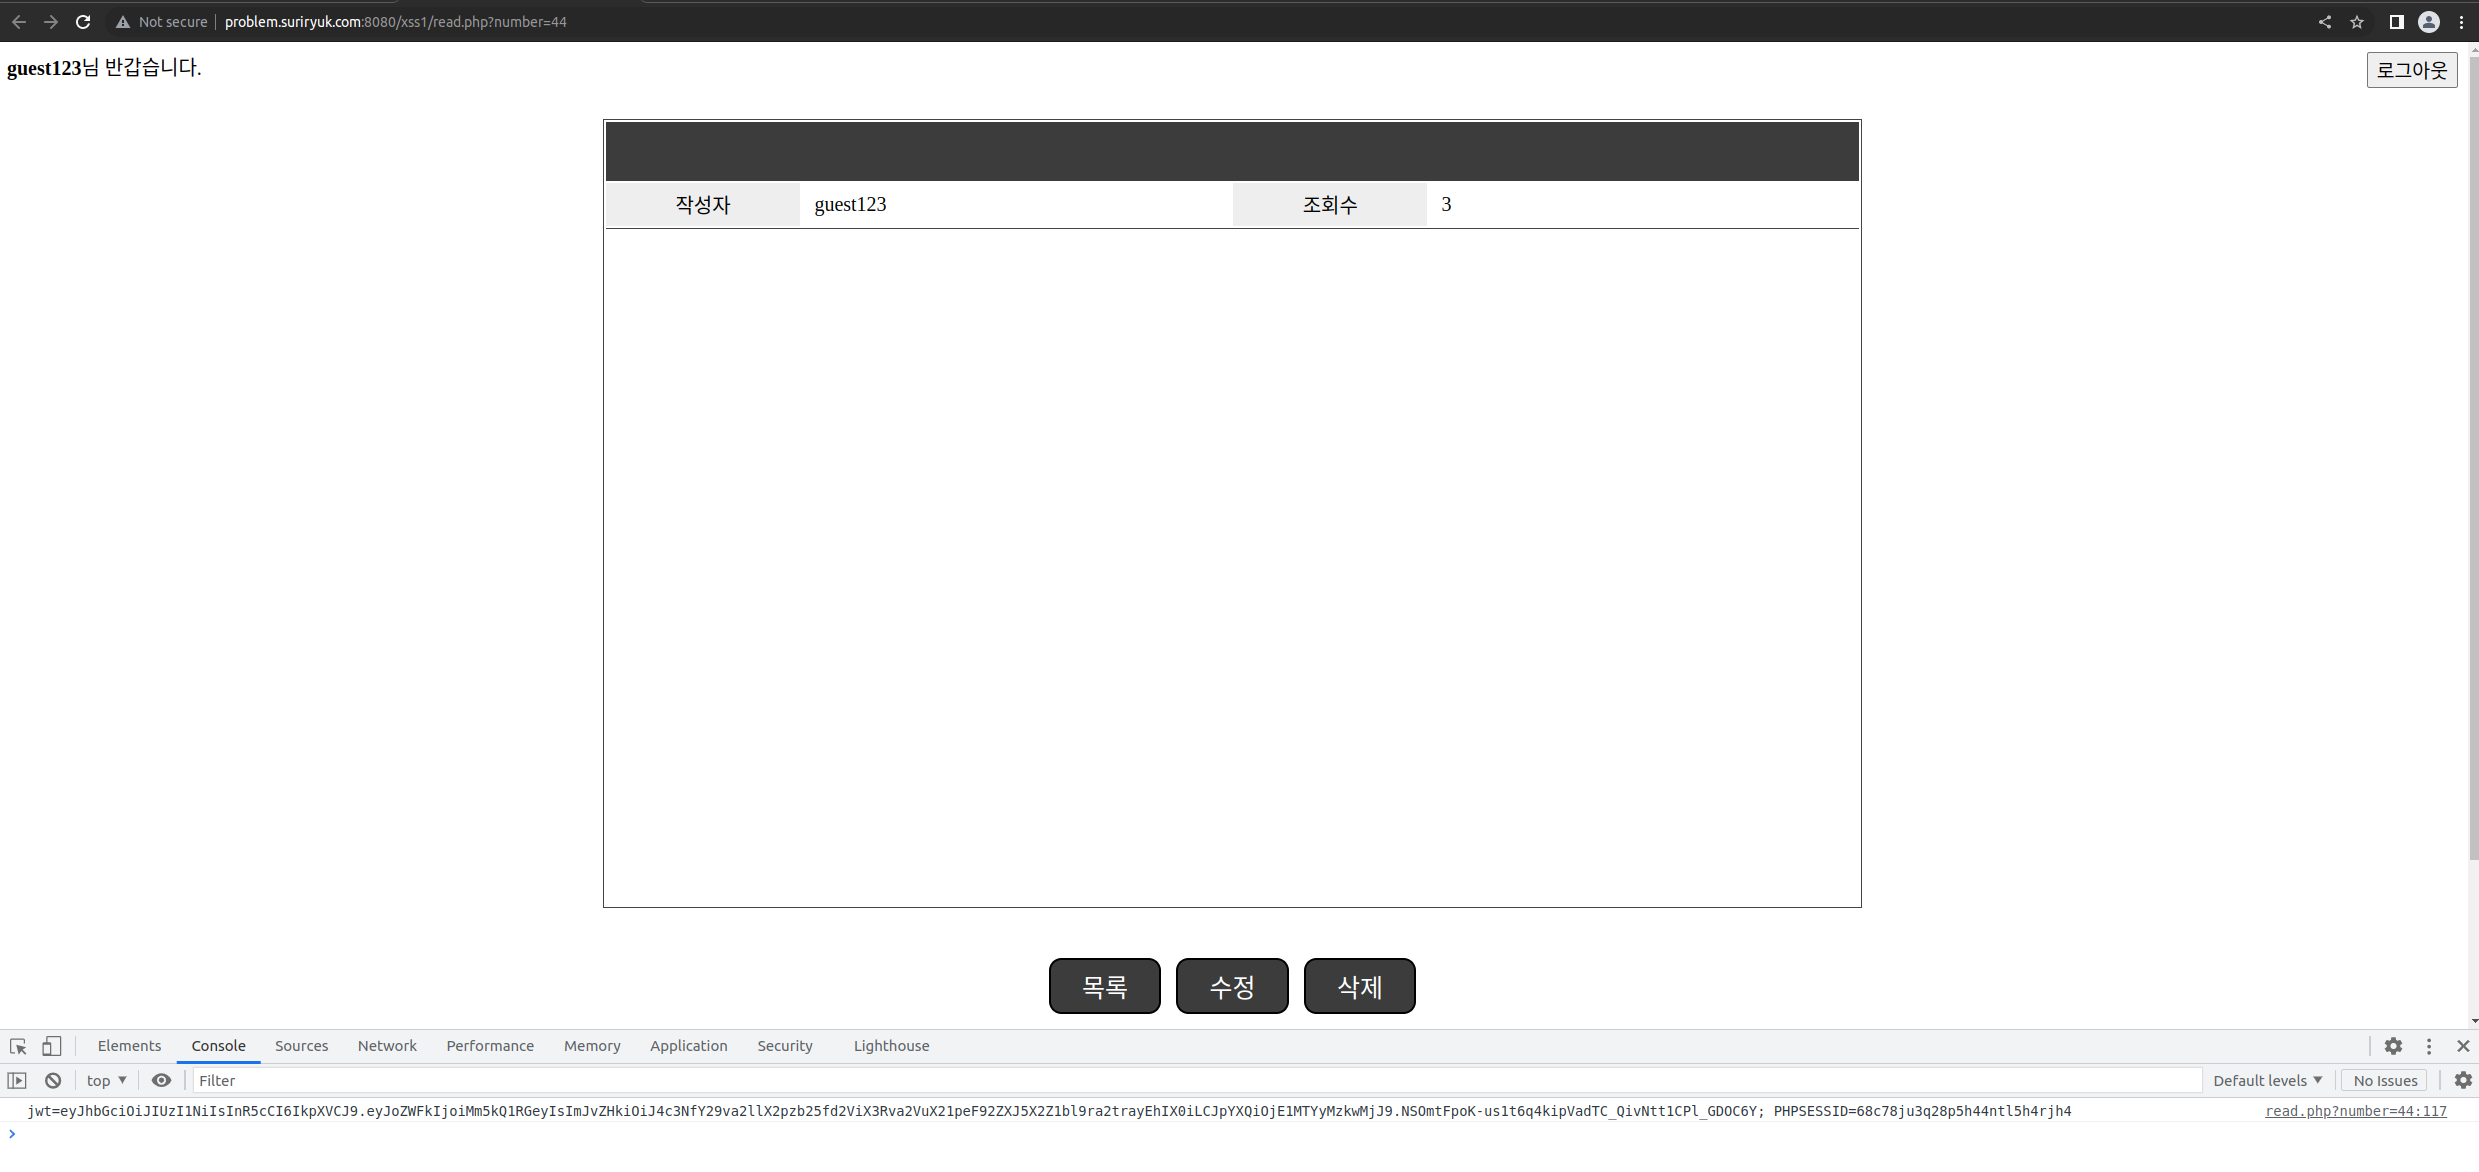 Not secure | problem.suriryuk.com:8080/xss1/read.php?number=44
guest123님 반갑습니다.
로그아웃
작성자 guest123 조회수 3
목록 수정 삭제
Elements Console Sources Network Performance Memory Application Security Lighthouse
top ▼ Filter Default levels ▼ No Issues
jwt=eyJhbGciOiJIUzI1NiIsInR5cCI6IkpXVCJ9.eyJoZWFkIjoiMm5kQ1RGeyIsImJvZHkiOiJ4c3NfY29va2llX2pzb25fd2ViX3Rva2VuX21peF92ZXJ5X2Z1bl9ra2trayEhIX0iLCJpYXQiOjE1MTYyMzkwMjJ9.NSOmtFpoK-us1t6q4kipVadTC_QivNtt1CPl_GDOC6Y; PHPSESSID=68c78ju3q28p5h44ntl5h4rjh4 read.php?number=44:117